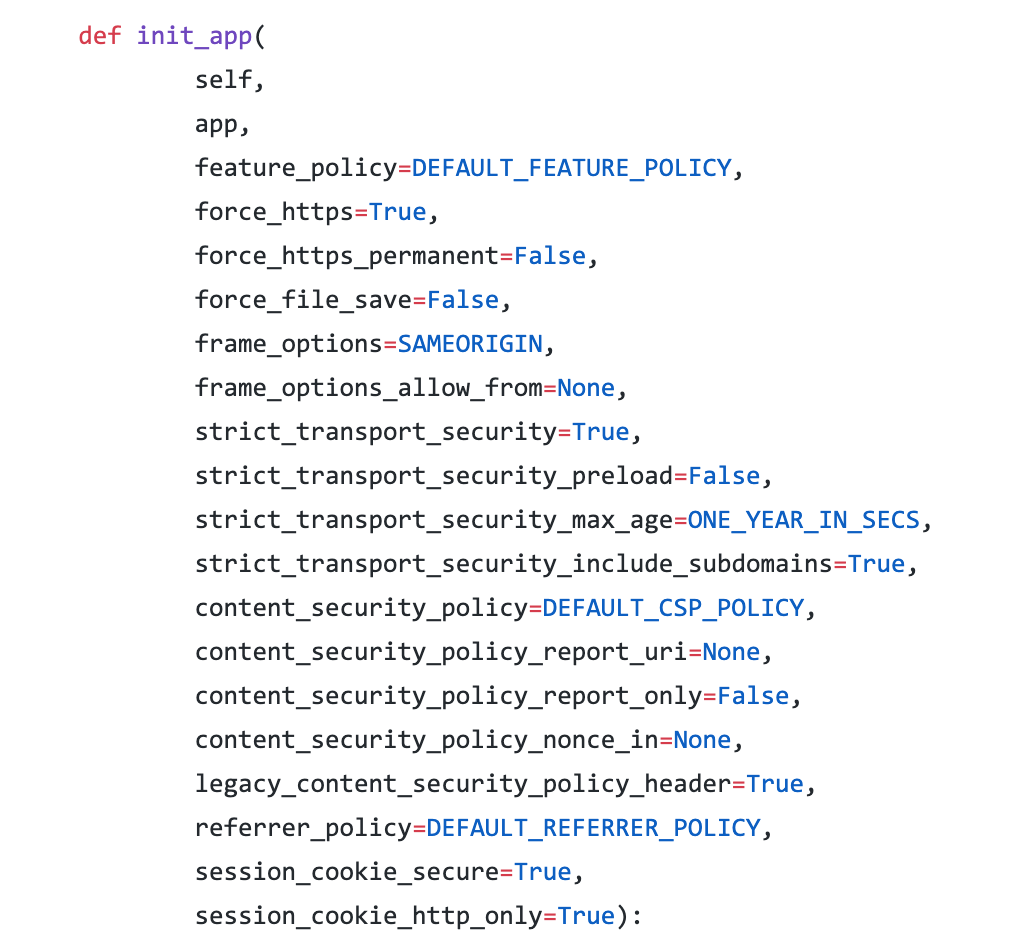 def init_app(
self,
app,
feature_policy=DEFAULT_FEATURE_POLICY,
force_https=True,
force_https_permanent=False,
force_file_save=False,
frame_options=SAMEORIGIN,
frame_options_allow_from=None,
strict_transport_security=True,
strict_transport_security_preload=False,
strict_transport_security_max_age=ONE_YEAR_IN_SECS,
strict_transport_security_include_subdomains=True,
content_security_policy=DEFAULT_CSP_POLICY,
content_security_policy_report_uri=None,
content_security_policy_report_only=False,
content_security_policy_nonce_in=None,
legacy_content_security_policy_header=True,
referrer_policy=DEFAULT_REFERRER_POLICY,
session_cookie_secure=True,
session_cookie_http_only=True):